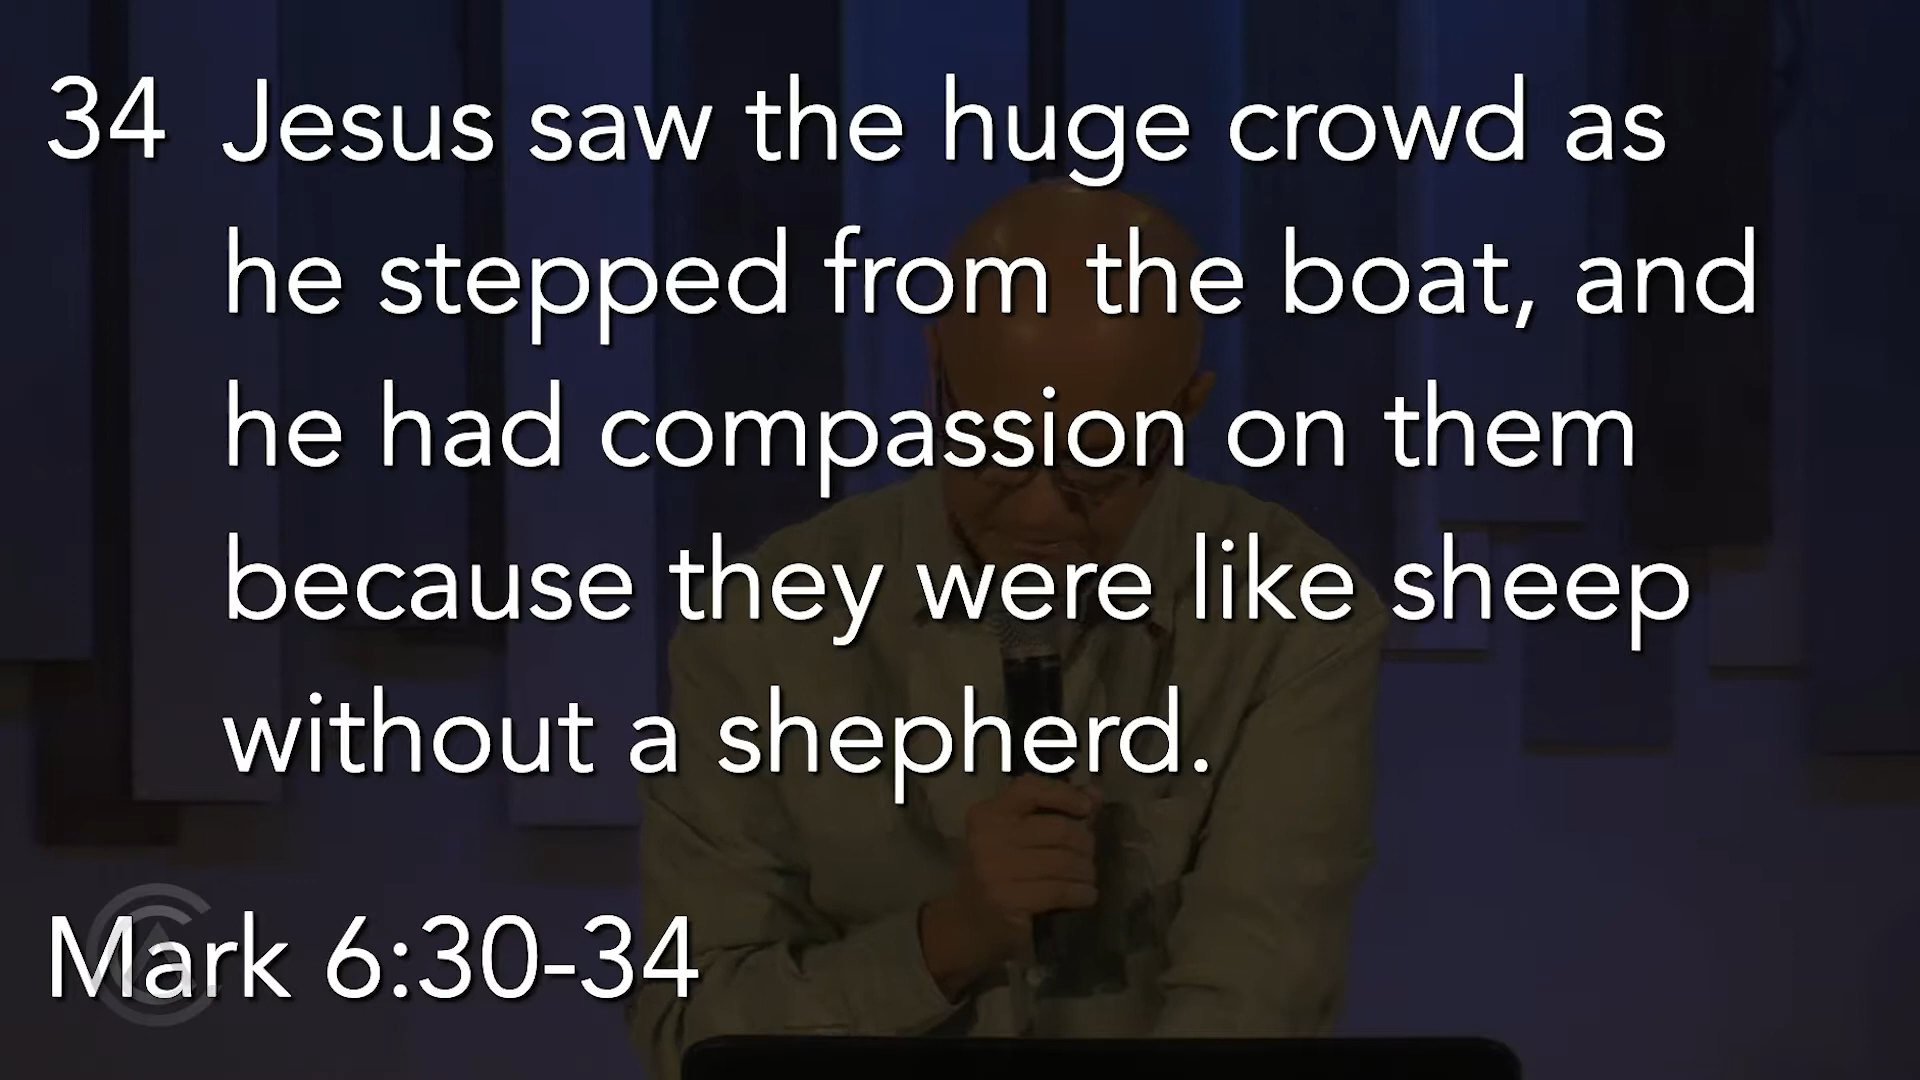 34 Jesus saw the huge crowd as
he stepped from the boat, and
he had compassion on them
because they were like sheep
without a shepherd.
Mark 6:30-34